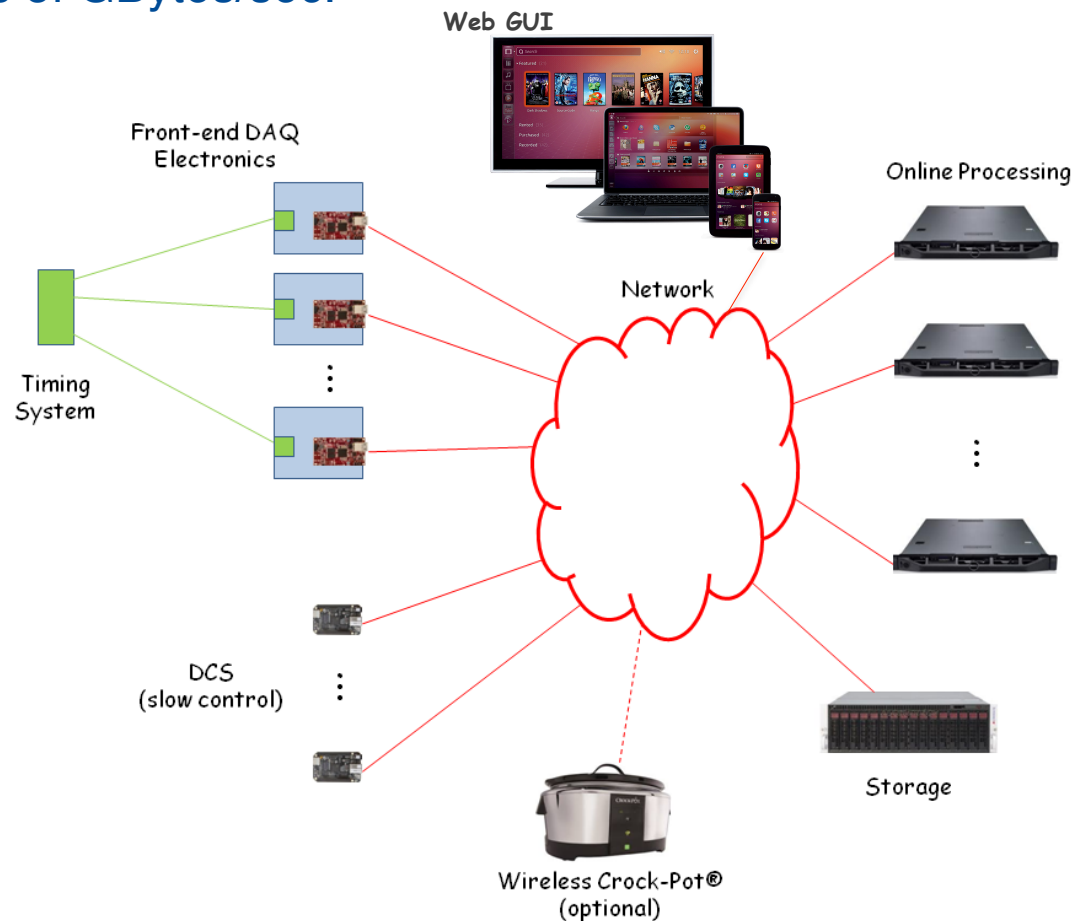 Web GUI
Front-end DAQ
Electronics
Online Processing
Network
Timing
System
DCS
(slow control)
Storage
Wireless Crock-Pot®
(optional)